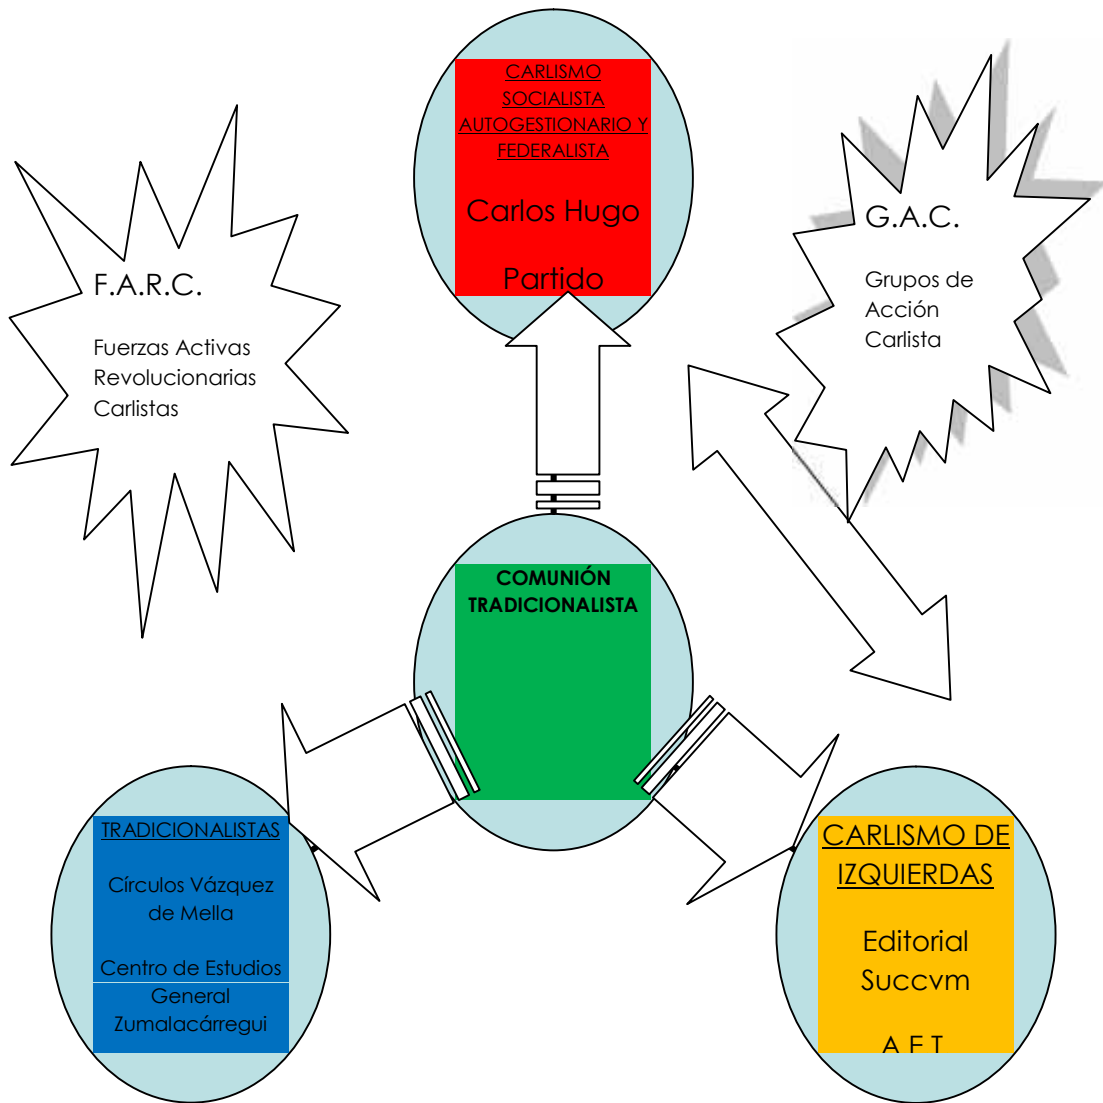 CARLISMO
SOCIALISTA
AUTOGESTIONARIO Y
FEDERALISTA
Carlos Hugo
Partido
F.A.R.C.
Fuerzas Activas
Revolucionarias
Carlistas
G.A.C.
Grupos de
Acción
Carlista
COMUNIÓN
TRADICIONALISTA
TRADICIONALISTAS
Círculos Vázquez
de Mella
Centro de Estudios
General
Zumalacárregui
CARLISMO DE
IZQUIERDAS
Editorial
Succvm